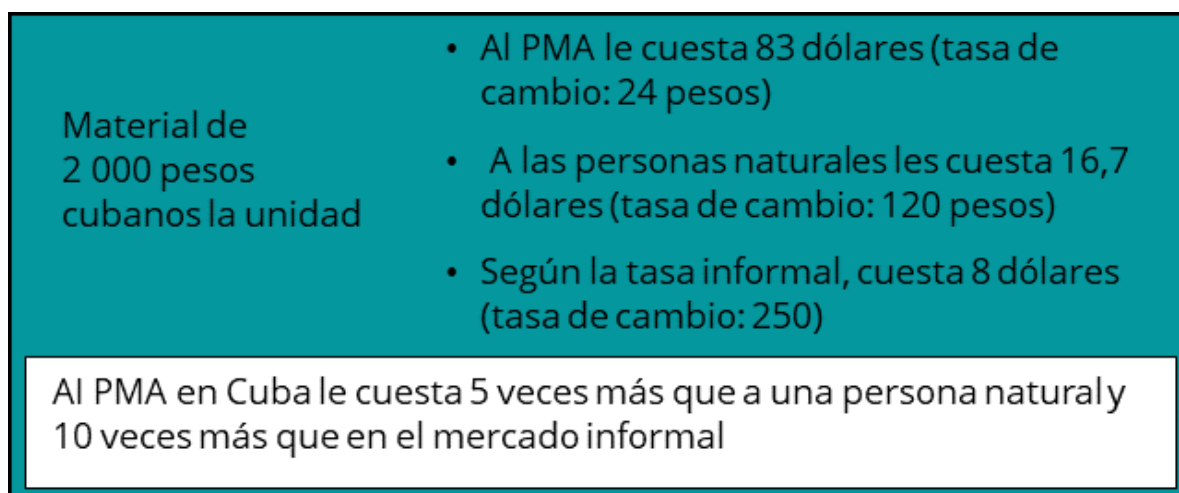 Material de
2 000 pesos
cubanos la unidad
• Al PMA le cuesta 83 dólares (tasa de
cambio: 24 pesos)
• A las personas naturales les cuesta 16,7
dólares (tasa de cambio: 120 pesos)
• Según la tasa informal, cuesta 8 dólares
(tasa de cambio: 250)
Al PMA en Cuba le cuesta 5 veces más que a una persona natural y
10 veces más que en el mercado informal